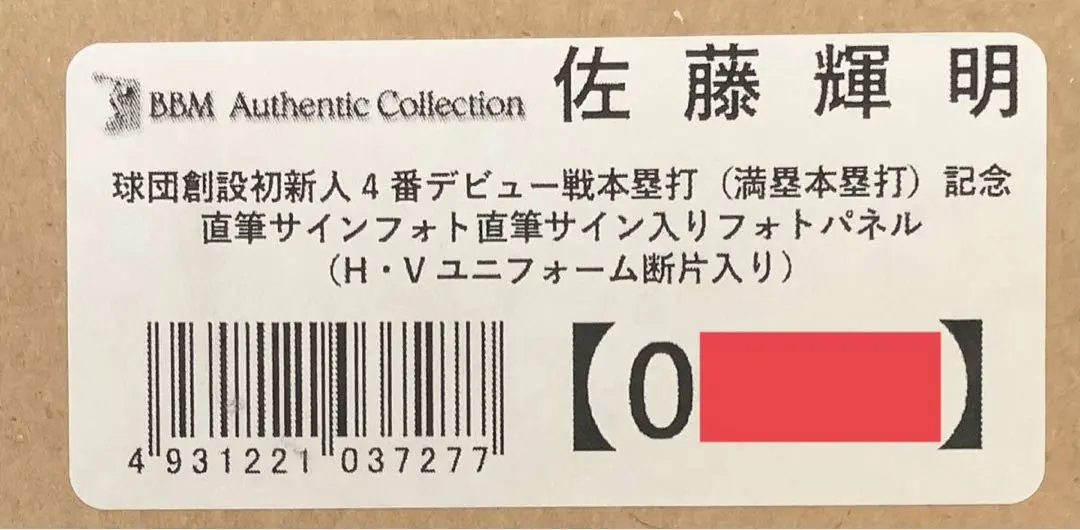 BBM Authentic Collection 佐藤輝明
球団創設初新人4番デビュー戦本塁打（満塁本塁打）記念
直筆サインフォト直筆サイン入りフォトパネル
（H・Vユニフォーム断片入り）
【0 】
4 931221 037277